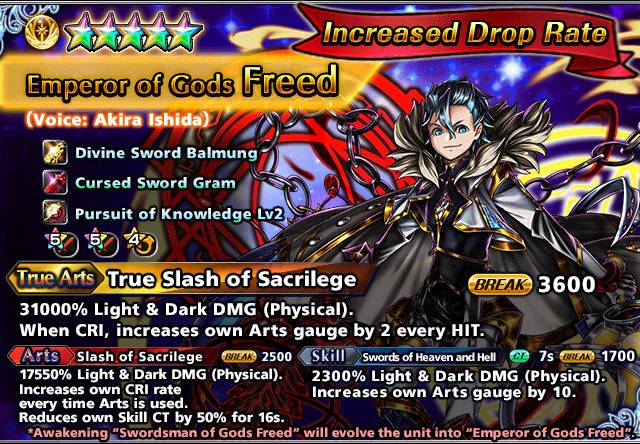 Increased Drop Rate
Emperor of Gods Freed
(Voice: Akira Ishida)
Divine Sword Balmung
Cursed Sword Gram
Pursuit of Knowledge Lv2
5 5 4
True Arts True Slash of Sacrilege BREAK 3600
31000% Light & Dark DMG (Physical).
When CRI, increases own Arts gauge by 2 every HIT.
Arts Slash of Sacrilege BREAK 2500
17550% Light & Dark DMG (Physical).
Increases own CRI rate
every time Arts is used.
Reduces own Skill CT by 50% for 16s.
Skill Swords of Heaven and Hell CT 7s BREAK 1700
2300% Light & Dark DMG (Physical).
Increases own Arts gauge by 10.
*Awakening “Swordsman of Gods Freed” will evolve the unit into “Emperor of Gods Freed”.